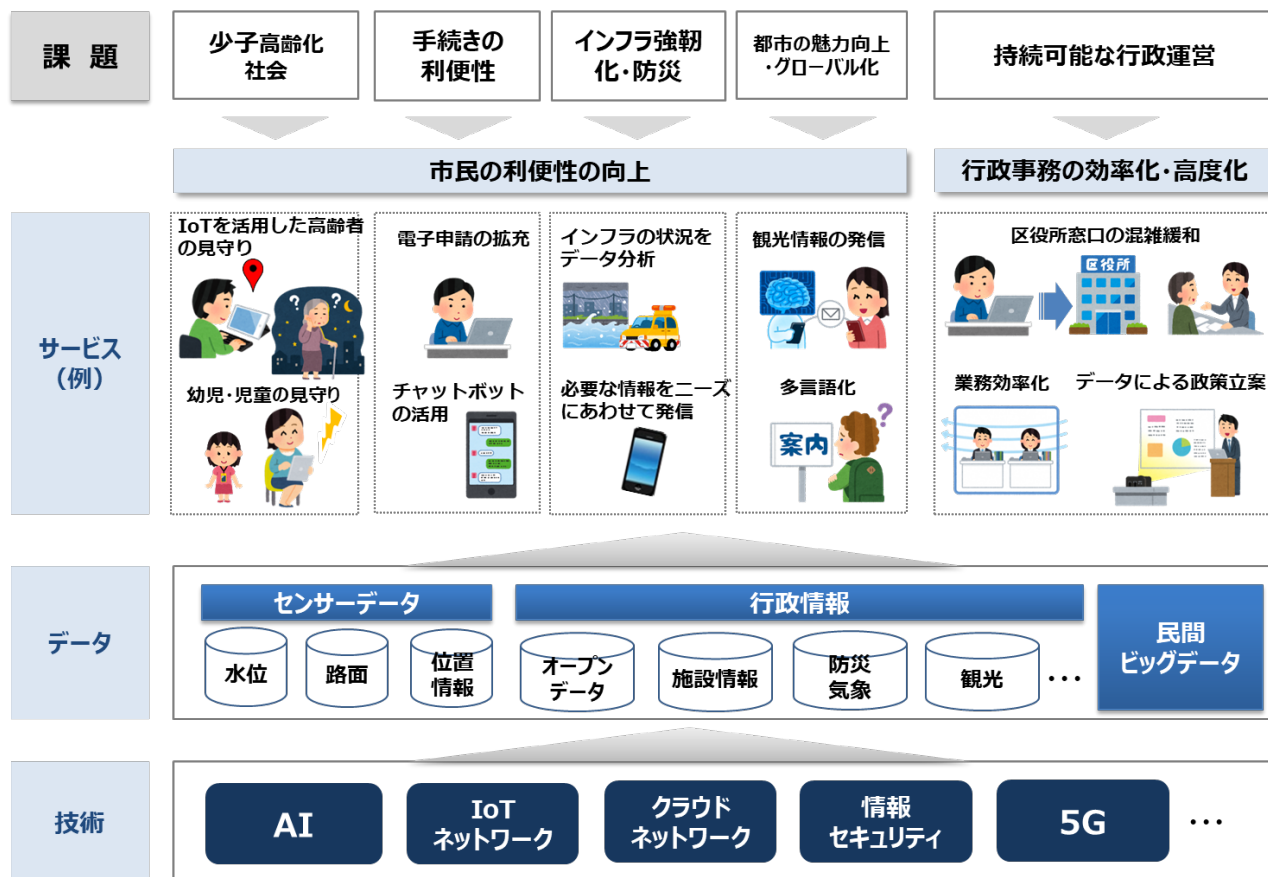 課 題
少子高齢化
社会
手続きの
利便性
インフラ強靭
化・防災
都市の魅力向上
・グローバル化
持続可能な行政運営
市民の利便性の向上
行政事務の効率化・高度化
サービス
(例)
IoTを活用した高齢者
の見守り
幼児・児童の見守り
電子申請の拡充
チャットボット
の活用
インフラの状況を
データ分析
必要な情報をニーズ
にあわせて発信
観光情報の発信
多言語化
案内
?
区役所窓口の混雑緩和
区役所
業務効率化
データによる政策立案
データ
センサーデータ
水位
路面
位置
情報
行政情報
オープン
データ
施設情報
防災
気象
観光
・・・
民間
ビッグデータ
技術
AI
IoT
ネットワーク
クラウド
ネットワーク
情報
セキュリティ
5G
・・・